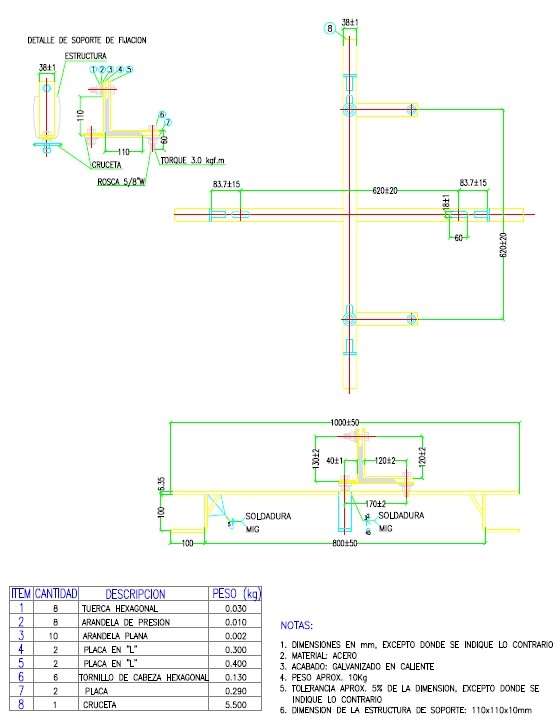 DETALLE DE SOPORTE DE FIJACION
ESTRUCTURA
38±1
1 2 3 4 5
110
110
6
7
60
CRUCETA
TORQUE 3.0 kgf.m
ROSCA 5/8"W
38±1
8
83.7±15
620±20
83.7±15
18±1
60
620±20
1000±50
130±2
40±1
120±2
120±2
170±2
6.35
100
SOLDADURA
MIG
SOLDADURA
MIG
100
800±50
ITEM CANTIDAD DESCRIPCION PESO (kg)
1 8 TUERCA HEXAGONAL 0.030
2 8 ARANDELA DE PRESION 0.010
3 10 ARANDELA PLANA 0.002
4 2 PLACA EN "L" 0.300
5 2 PLACA EN "L" 0.400
6 6 TORNILLO DE CABEZA HEXAGONAL 0.130
7 2 PLACA 0.290
8 1 CRUCETA 5.500
NOTAS:
1. DIMENSIONES EN mm, EXCEPTO DONDE SE INDIQUE LO CONTRARIO
2. MATERIAL: ACERO
3. ACABADO: GALVANIZADO EN CALIENTE
4. PESO APROX. 10Kg
5. TOLERANCIA APROX. 5% DE LA DIMENSION, EXCEPTO DONDE SE
INDIQUE LO CONTRARIO
6. DIMENSION DE LA ESTRUCTURA DE SOPORTE: 110x110x10mm